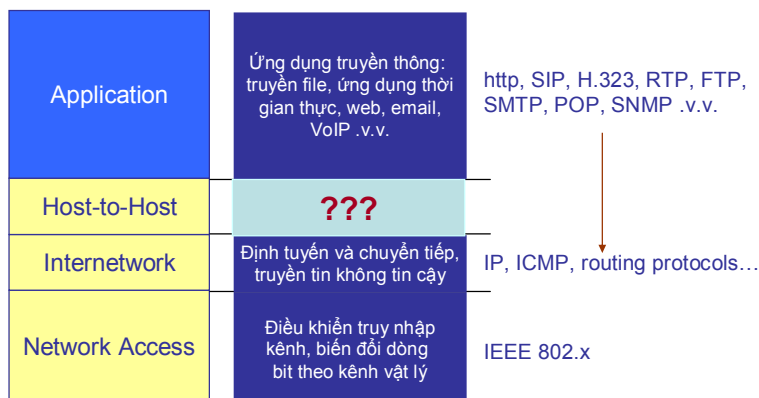 Application
Ứng dụng truyền thông:
truyền file, ứng dụng thời
gian thực, web, email,
VoIP .v.v.
http, SIP, H.323, RTP, FTP,
SMTP, POP, SNMP .v.v.
Host-to-Host
???
Internetwork
Định tuyến và chuyển tiếp,
truyền tin không tin cậy
IP, ICMP, routing protocols…
Network Access
Điều khiển truy nhập
kênh, biến đổi dòng
bit theo kênh vật lý
IEEE 802.x